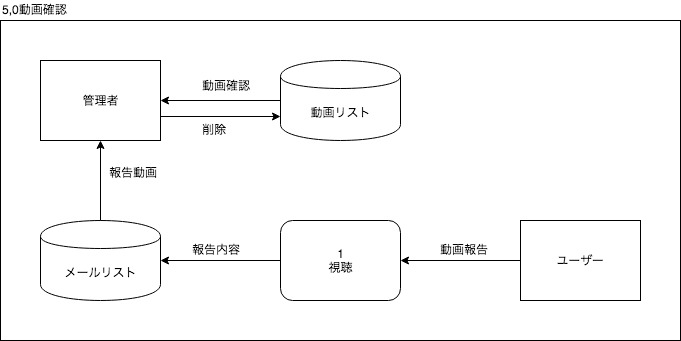 5,0動画確認
管理者
動画確認
削除
動画リスト
報告動画
メールリスト
報告内容
1
視聴
動画報告
ユーザー